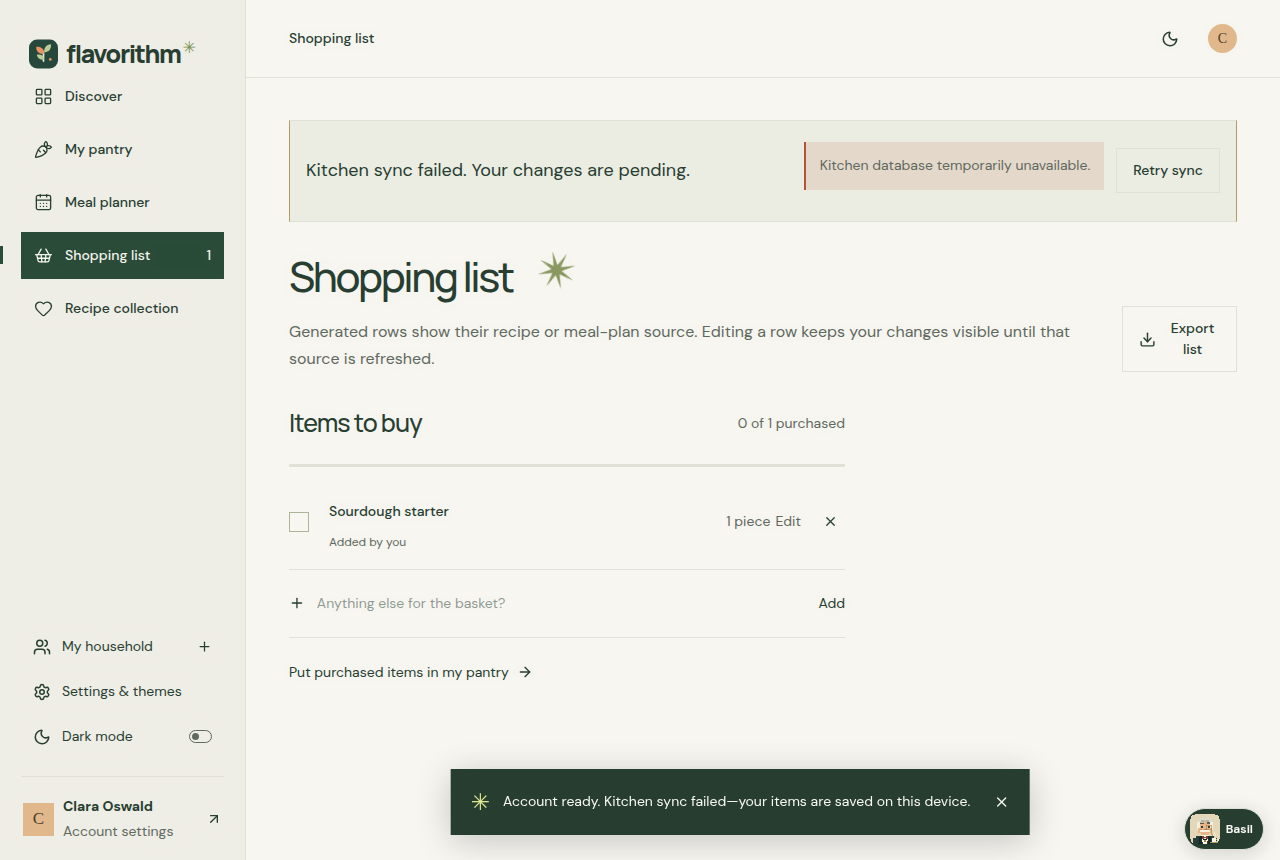 flavorithm
Discover
My pantry
Meal planner
Shopping list 1
Recipe collection
My household
Settings & themes
Dark mode
C
Clara Oswald
Account settings
Shopping list
C
Kitchen sync failed. Your changes are pending.
Kitchen database temporarily unavailable.
Retry sync
Shopping list
Generated rows show their recipe or meal-plan source. Editing a row keeps your changes visible until that
source is refreshed.
Export
list
Items to buy
0 of 1 purchased
Sourdough starter
Added by you
1 piece Edit
Anything else for the basket?
Add
Put purchased items in my pantry
Account ready. Kitchen sync failed—your items are saved on this device.
Basil